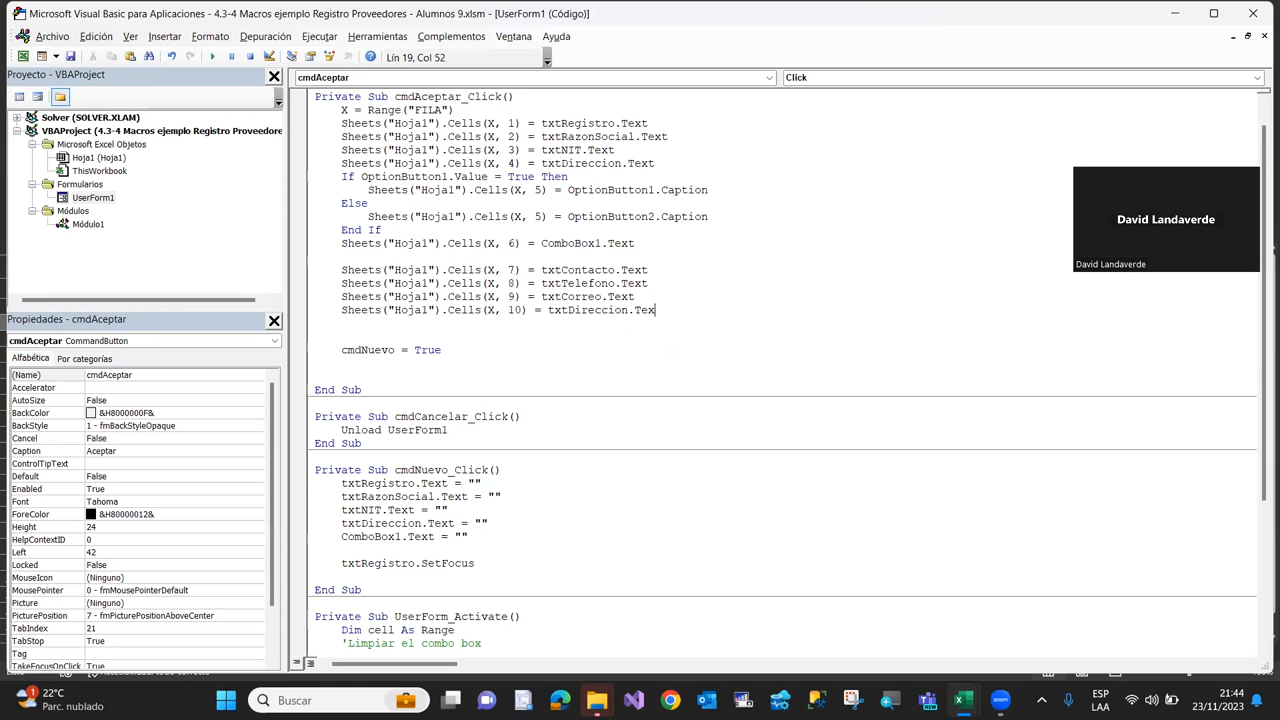 Microsoft Visual Basic para Aplicaciones - 4.3-4 Macros ejemplo Registro Proveedores - Alumnos 9.xlsm - [UserForm1 (Código)]
Archivo Edición Ver Insertar Formato Depuración Ejecutar Herramientas Complementos Ventana Ayuda
Lín 19, Col 52
Proyecto - VBAProject
Solver (SOLVER.XLAM)
VBAProject (4.3-4 Macros ejemplo Registro Proveedores
Microsoft Excel Objetos
Hoja1 (Hoja1)
ThisWorkbook
Formularios
UserForm1
Módulos
Módulo1
Propiedades - cmdAceptar
cmdAceptar CommandButton
Alfabética Por categorías
(Name) cmdAceptar
Accelerator
AutoSize False
BackColor &H8000000F&
BackStyle 1 - fmBackStyleOpaque
Cancel False
Caption Aceptar
ControlTipText
Default False
Enabled True
Font Tahoma
ForeColor &H80000012&
Height 24
HelpContextID 0
Left 42
Locked False
MouseIcon (Ninguno)
MousePointer 0 - fmMousePointerDefault
Picture (Ninguno)
PicturePosition 7 - fmPicturePositionAboveCenter
TabIndex 21
TabStop True
Tag
TakeFocusOnClick True
cmdAceptar Click
Private Sub cmdAceptar_Click()
X = Range("FILA")
Sheets("Hoja1").Cells(X, 1) = txtRegistro.Text
Sheets("Hoja1").Cells(X, 2) = txtRazonSocial.Text
Sheets("Hoja1").Cells(X, 3) = txtNIT.Text
Sheets("Hoja1").Cells(X, 4) = txtDireccion.Text
If OptionButton1.Value = True Then
Sheets("Hoja1").Cells(X, 5) = OptionButton1.Caption
Else
Sheets("Hoja1").Cells(X, 5) = OptionButton2.Caption
End If
Sheets("Hoja1").Cells(X, 6) = ComboBox1.Text
Sheets("Hoja1").Cells(X, 7) = txtContacto.Text
Sheets("Hoja1").Cells(X, 8) = txtTelefono.Text
Sheets("Hoja1").Cells(X, 9) = txtCorreo.Text
Sheets("Hoja1").Cells(X, 10) = txtDireccion.Tex
cmdNuevo = True
End Sub
Private Sub cmdCancelar_Click()
Unload UserForm1
End Sub
Private Sub cmdNuevo_Click()
txtRegistro.Text = ""
txtRazonSocial.Text = ""
txtNIT.Text = ""
txtDireccion.Text = ""
ComboBox1.Text = ""
txtRegistro.SetFocus
End Sub
Private Sub UserForm_Activate()
Dim cell As Range
'Limpiar el combo box
David Landaverde
David Landaverde
22°C
Parc. nublado
Buscar
zoom
ESP
LAA
21:44
23/11/2023